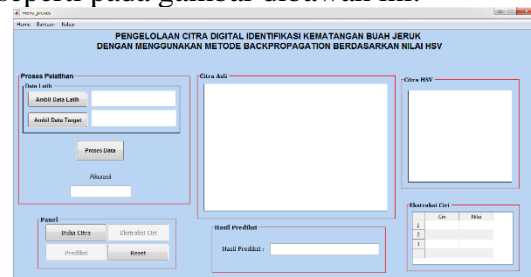 seperti pada gambar dibawah ini:
menu_proses
Home Bantuan Keluar
PENGELOLAAN CITRA DIGITAL IDENTIFIKASI KEMATANGAN BUAH JERUK
DENGAN MENGGUNAKAN METODE BACKPROPAGATION BERDASARKAN NILAI HSV
Proses Pelatihan
Data Latih
Ambil Data Latih
Ambil Data Target
Proses Data
Akurasi
Citra Asli
Citra HSV
Panel
Buka Citra
Ekstraksi Ciri
Prediksi
Reset
Hasil Prediksi
Hasil Prediksi :
Ekstraksi Ciri
Ciri Nilai
1
2
3